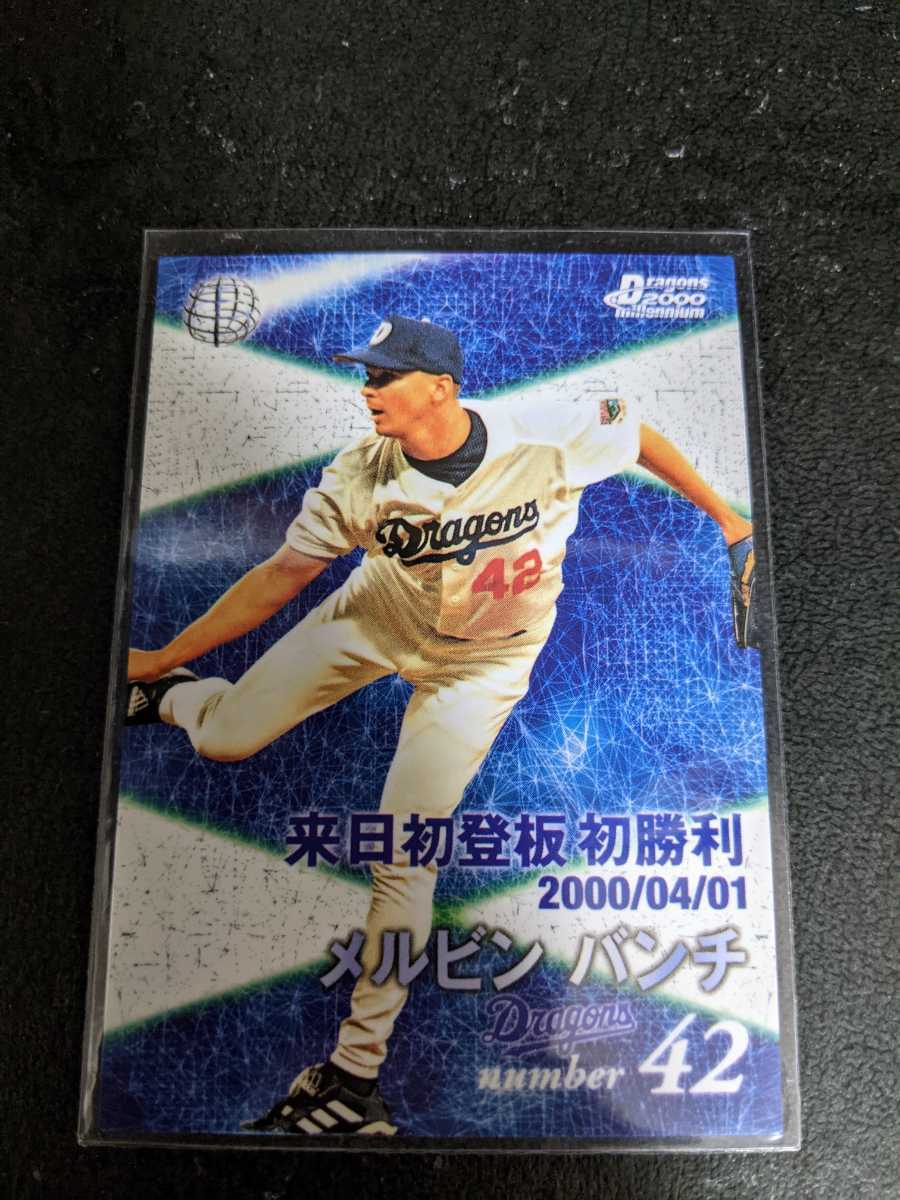 Dragons
2000
millennium
D
Dragons
42
来日初登板 初勝利
2000/04/01
メルビン バンチ
Dragons
number 42